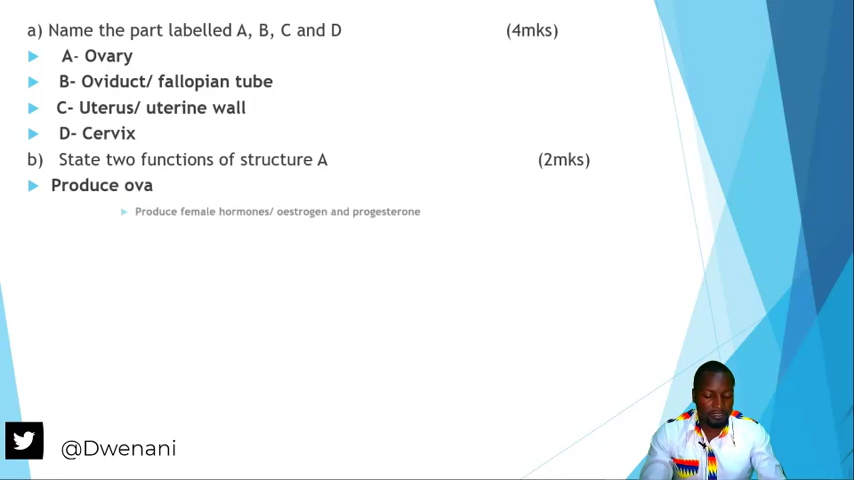 a) Name the part labelled A, B, C and D (4mks)
A- Ovary
B- Oviduct/ fallopian tube
C- Uterus/ uterine wall
D- Cervix
b) State two functions of structure A (2mks)
Produce ova
Produce female hormones/ oestrogen and progesterone
@Dwenani